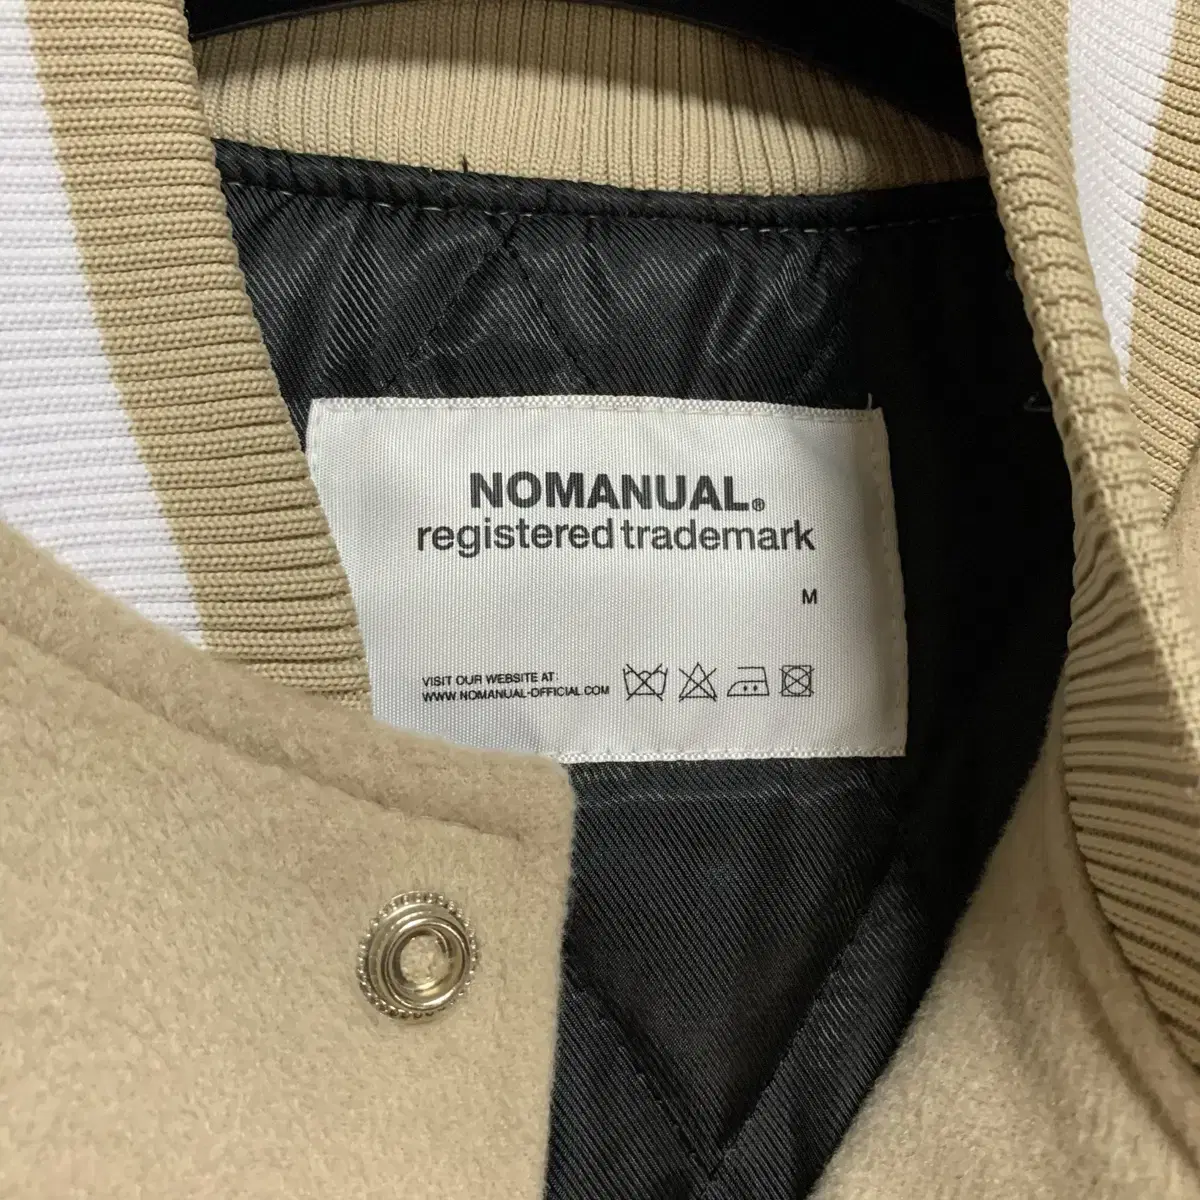 NOMANUAL®
registered trademark
M
VISIT OUR WEBSITE AT:
WWW.NOMANUAL-OFFICIAL.COM